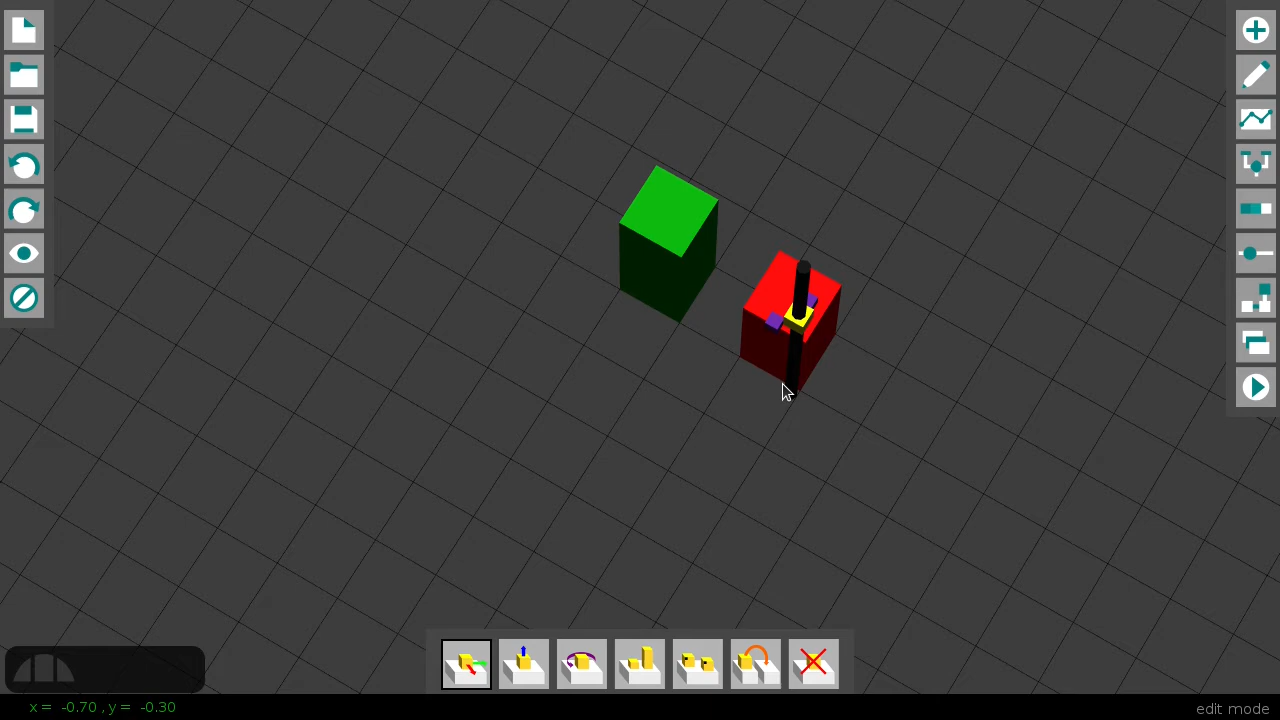 x = -0.70 , y = -0.30
edit mode